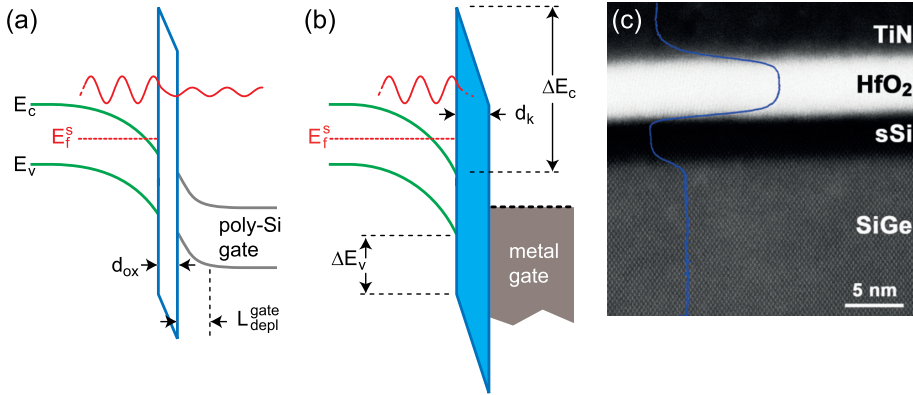 (a)
E_c
E_f^s
E_v
poly-Si
gate
d_ox
L_depl^gate
(b)
ΔE_c
d_k
E_f^s
ΔE_v
metal
gate
(c)
TiN
HfO₂
sSi
SiGe
5 nm